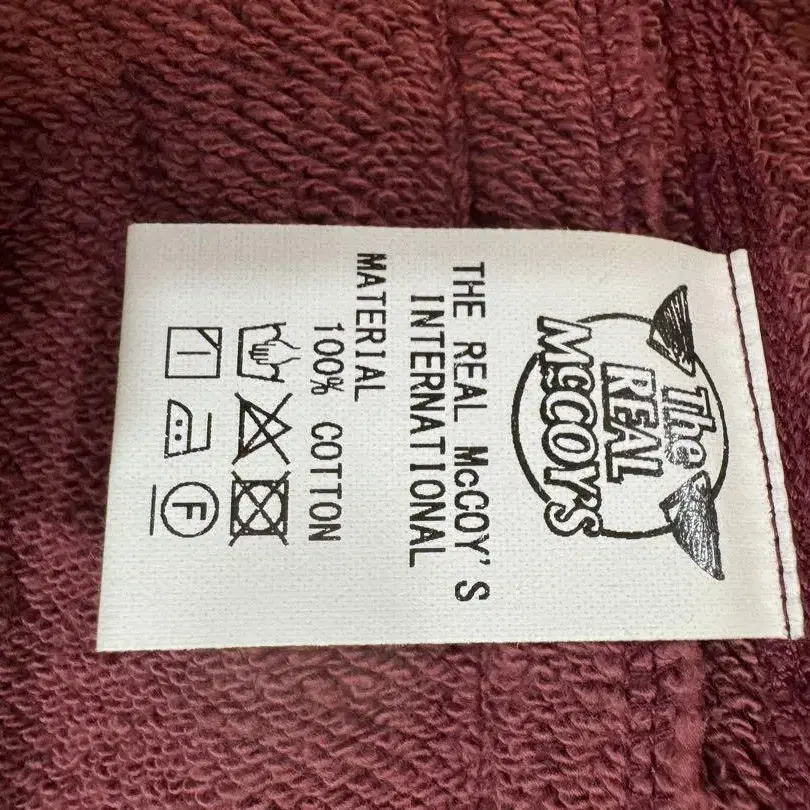 The
REAL
McCOY'S
THE REAL McCOY'S
INTERNATIONAL
MATERIAL
100% COTTON
F